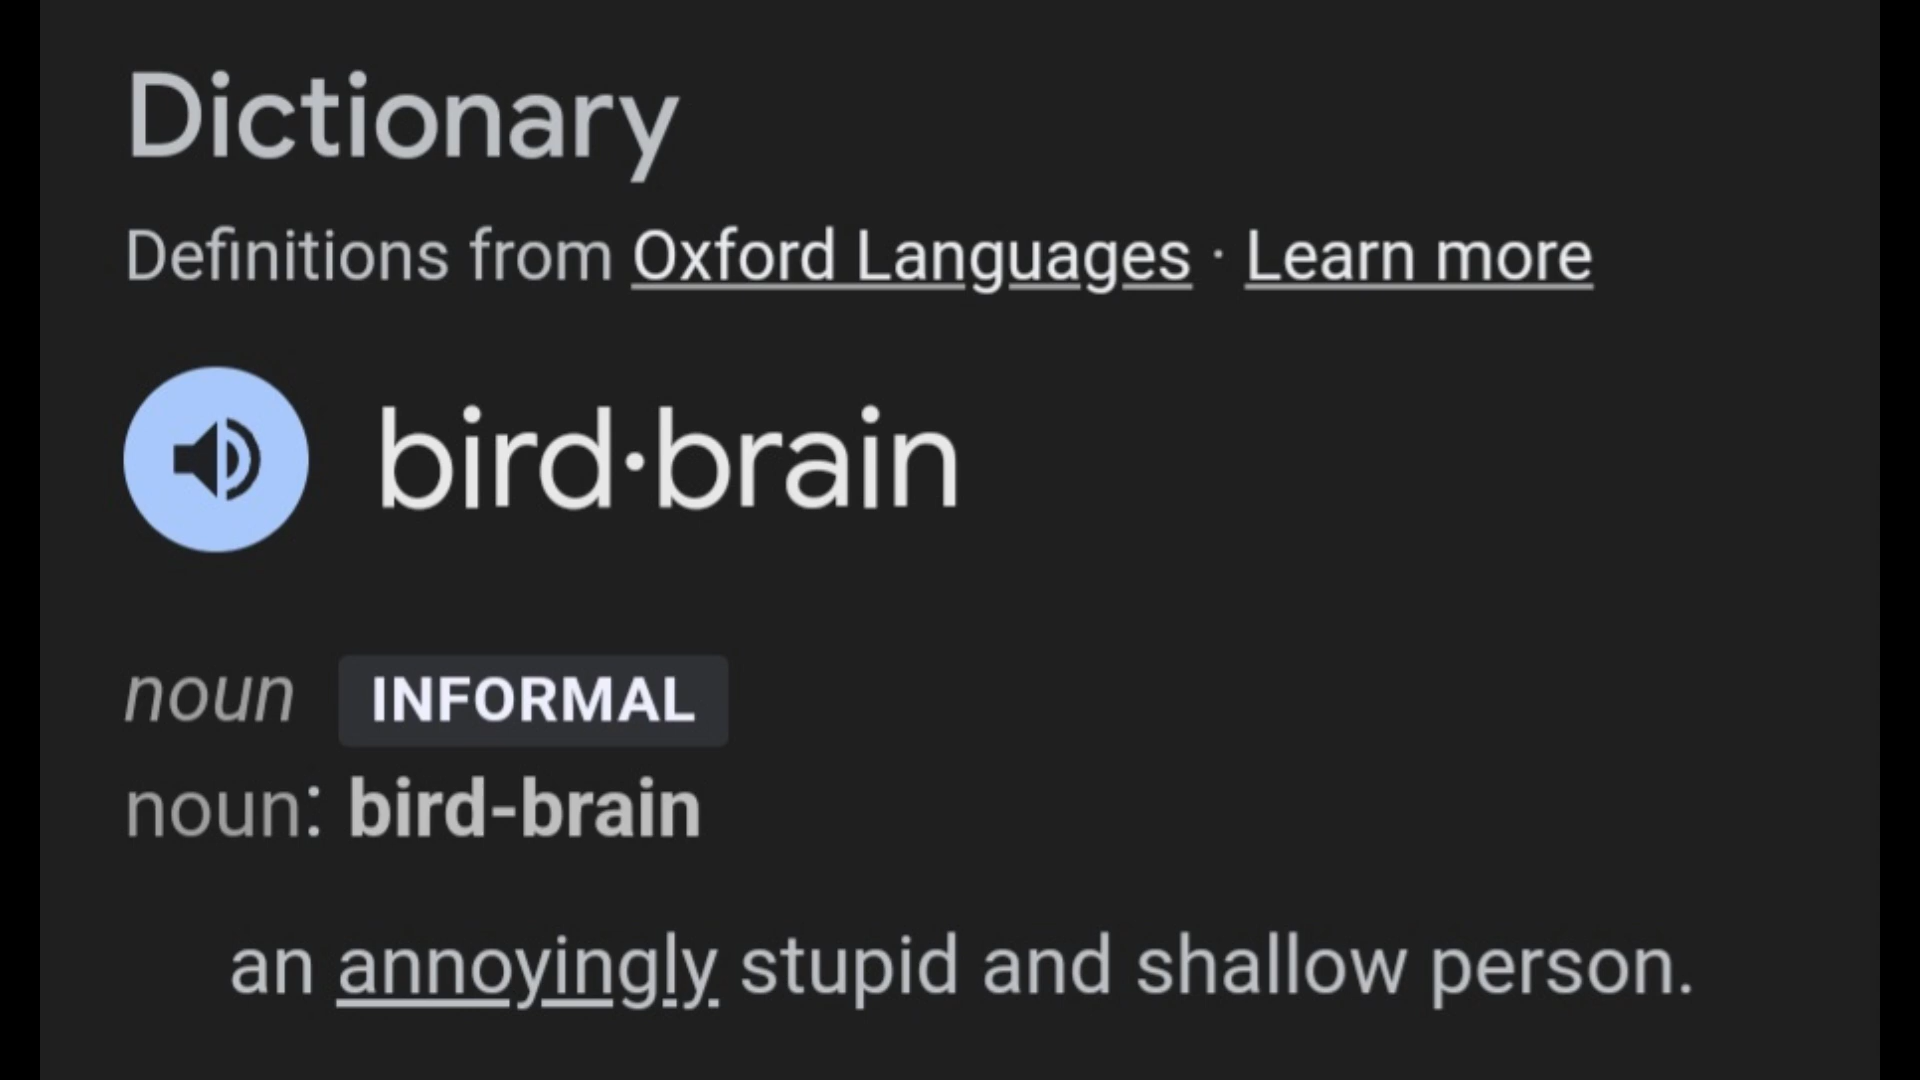 Dictionary
Definitions from Oxford Languages · Learn more
bird·brain
noun INFORMAL
noun: bird-brain
an annoyingly stupid and shallow person.